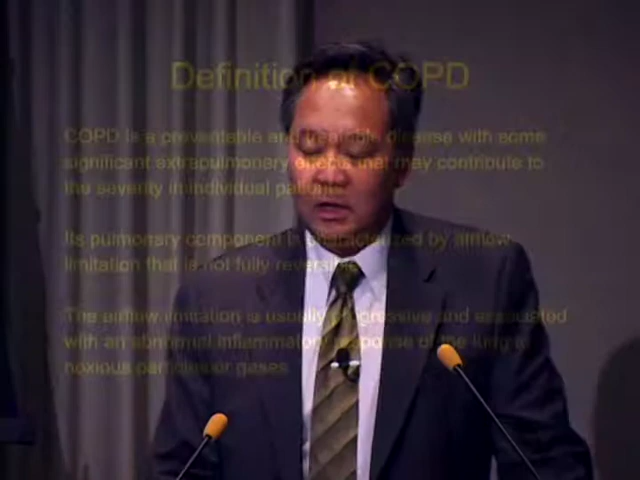 Definition of COPD
COPD is a preventable and treatable disease with some
significant extrapulmonary effects that may contribute to
the severity in individual patients.
Its pulmonary component is characterized by airflow
limitation that is not fully reversible.
The airflow limitation is usually progressive and associated
with an abnormal inflammatory response of the lung to
noxious particles or gases.